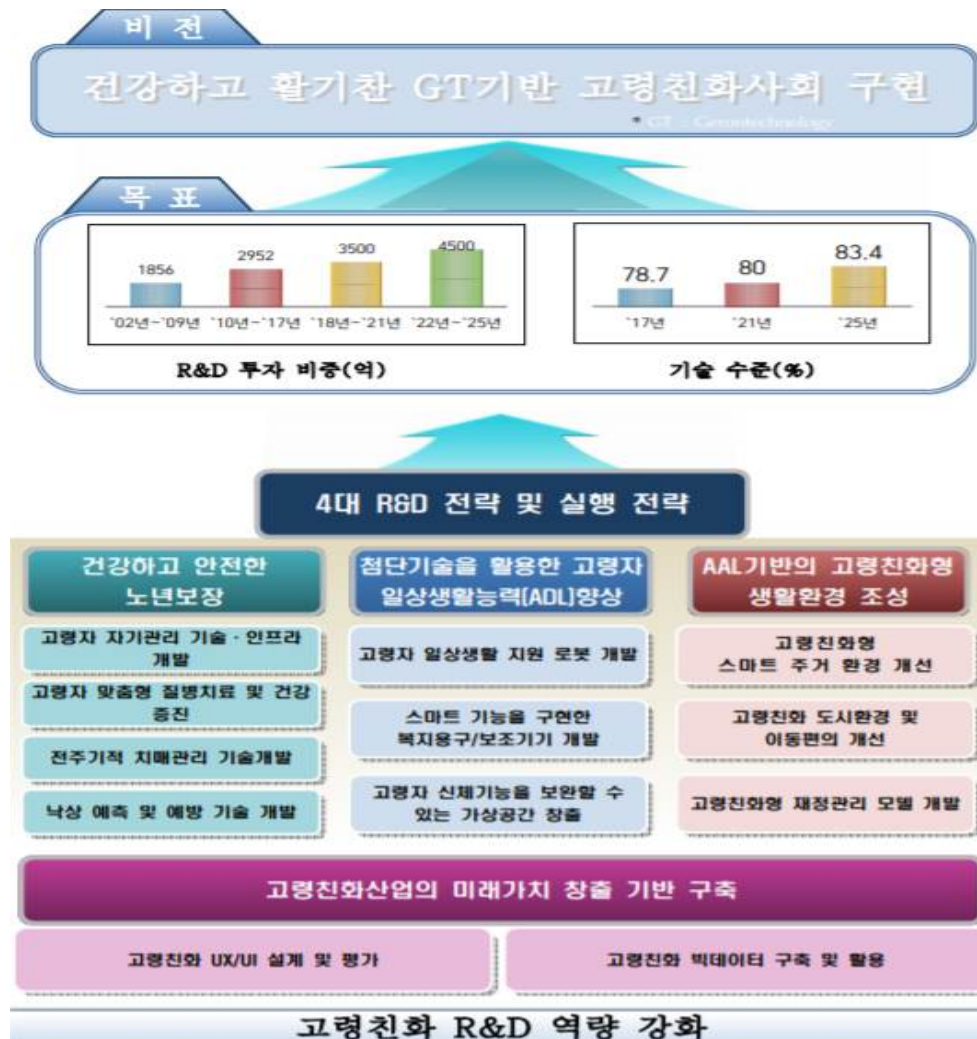 비 전
건강하고 활기찬 GT기반 고령친화사회 구현
* GT : Gerontechnology
목 표
1856
2952
3500
4500
`02년~`09년 `10년~`17년 `18년~`21년 `22년~`25년
R&D 투자 비중(억)
78.7
80
83.4
`17년 `21년 `25년
기술 수준(%)
4대 R&D 전략 및 실행 전략
건강하고 안전한
노년보장
고령자 자기관리 기술·인프라
개발
고령자 맞춤형 질병치료 및 건강
증진
전주기적 치매관리 기술개발
낙상 예측 및 예방 기술 개발
첨단기술을 활용한 고령자
일상생활능력[ADL]향상
고령자 일상생활 지원 로봇 개발
스마트 기능을 구현한
복지용구/보조기기 개발
고령자 신체기능을 보완할 수
있는 가상공간 창출
AAL기반의 고령친화형
생활환경 조성
고령친화형
스마트 주거 환경 개선
고령친화 도시환경 및
이동편의 개선
고령친화형 재정관리 모델 개발
고령친화산업의 미래가치 창출 기반 구축
고령친화 UX/UI 설계 및 평가
고령친화 빅데이터 구축 및 활용
고령친화 R&D 역량 강화